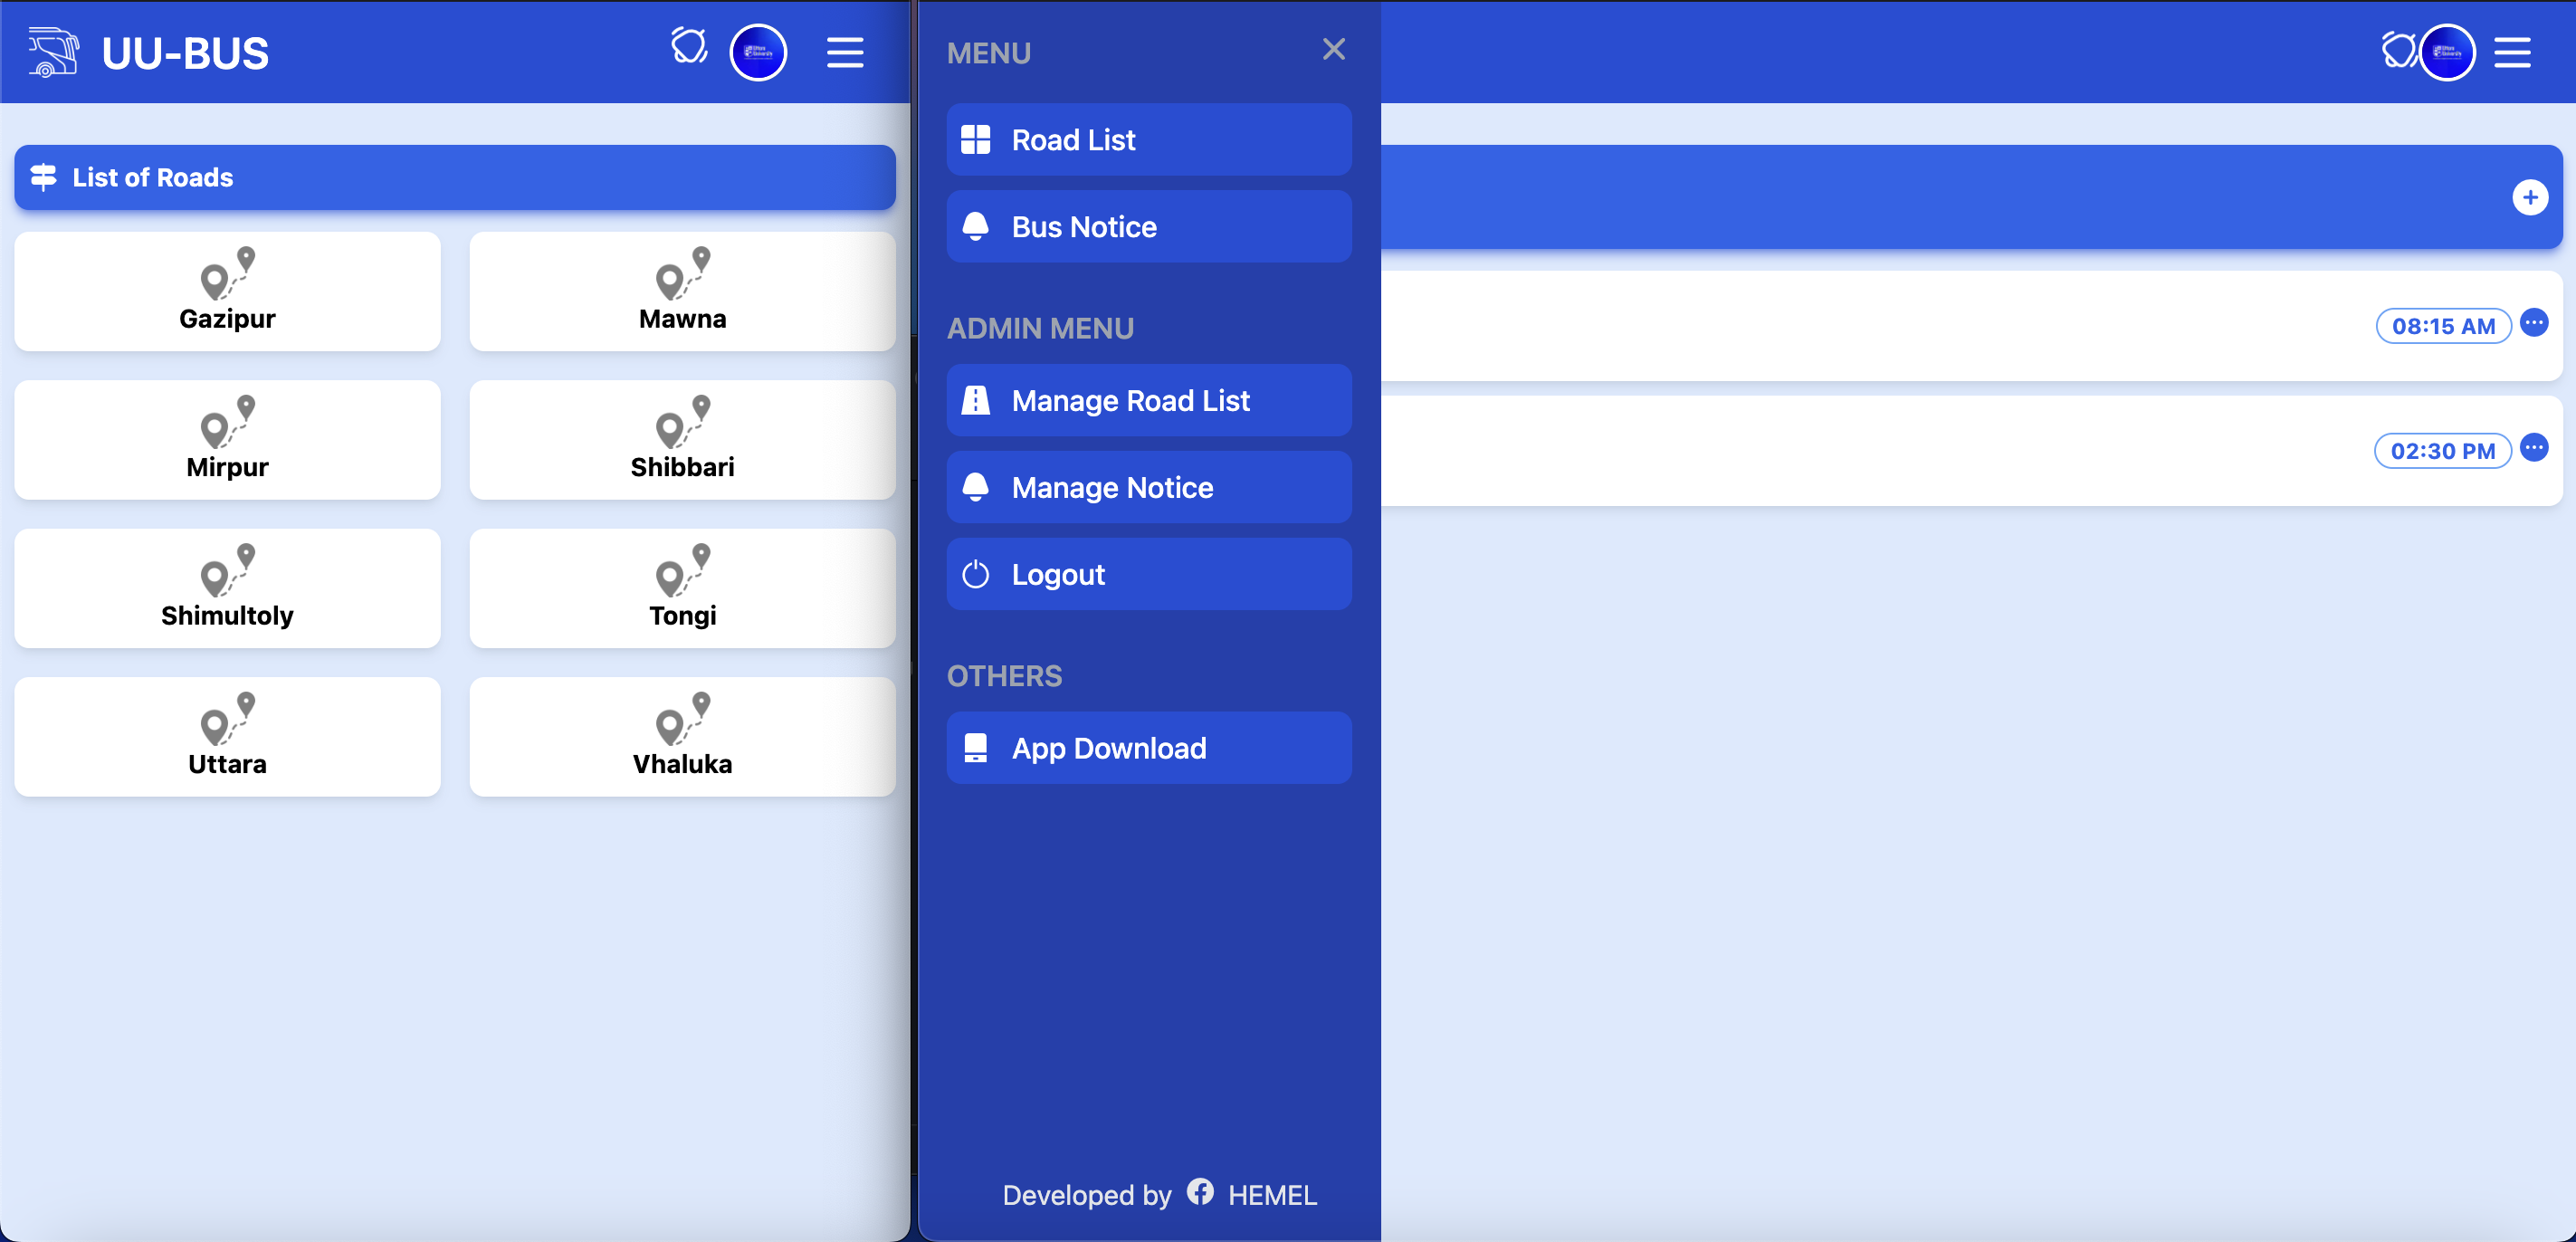 UU-BUS
List of Roads
Gazipur
Mawna
Mirpur
Shibbari
Shimultoly
Tongi
Uttara
Vhaluka
MENU
Road List
Bus Notice
ADMIN MENU
Manage Road List
Manage Notice
Logout
OTHERS
App Download
Developed by HEMEL
08:15 AM
02:30 PM